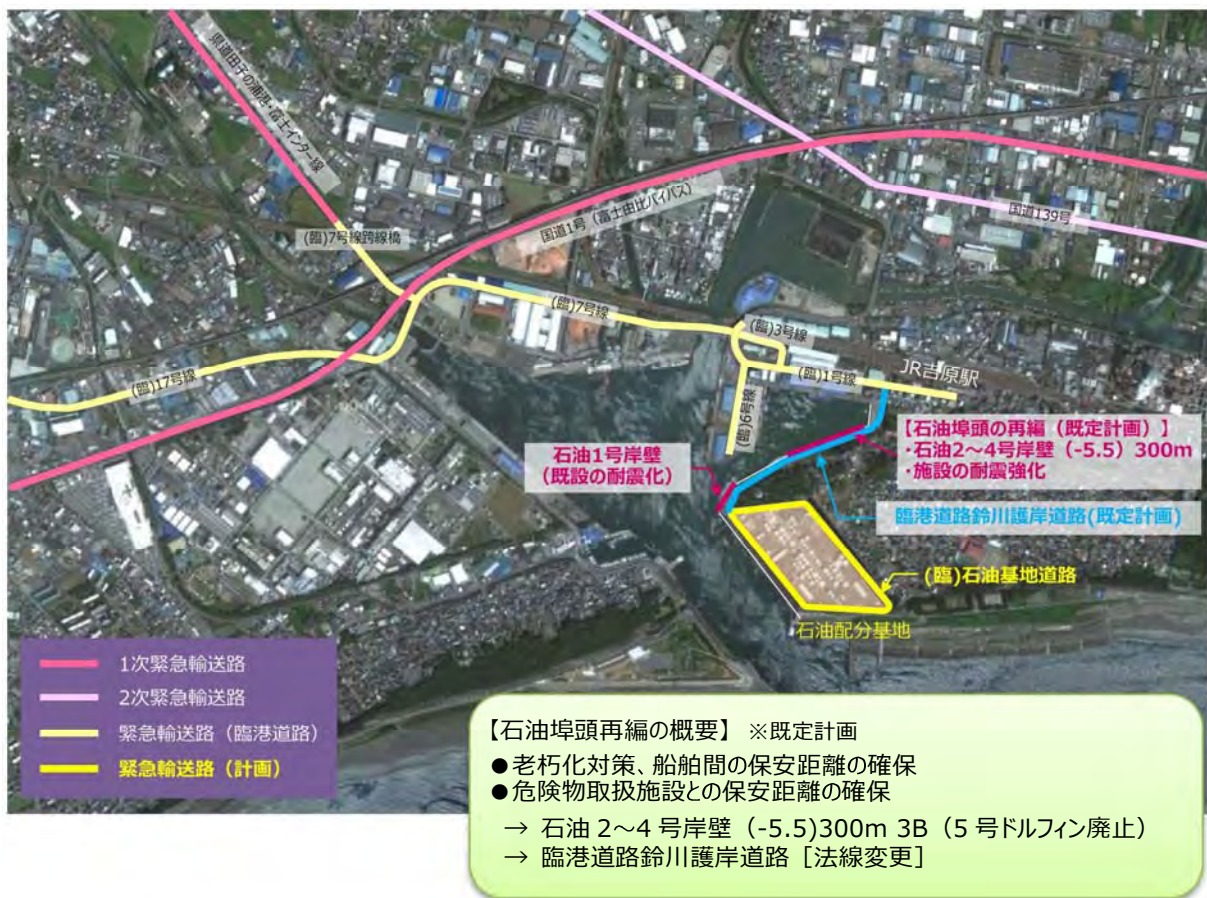 県道田子の浦港・富士インター線
(臨)7号線跨線橋
国道1号（富士由比バイパス）
国道139号
(臨)7号線
(臨)3号線
(臨)17号線
(臨)1号線
JR吉原駅
(臨)6号線
【石油埠頭の再編（既定計画）】
・石油2～4号岸壁（-5.5）300m
・施設の耐震強化
石油1号岸壁
（既設の耐震化）
臨港道路鈴川護岸道路(既定計画)
(臨)石油基地道路
石油配分基地
1次緊急輸送路
2次緊急輸送路
緊急輸送路（臨港道路）
緊急輸送路（計画）
【石油埠頭再編の概要】 ※既定計画
●老朽化対策、船舶間の保安距離の確保
●危険物取扱施設との保安距離の確保
→ 石油 2～4 号岸壁（-5.5)300m 3B（5 号ドルフィン廃止）
→ 臨港道路鈴川護岸道路［法線変更］